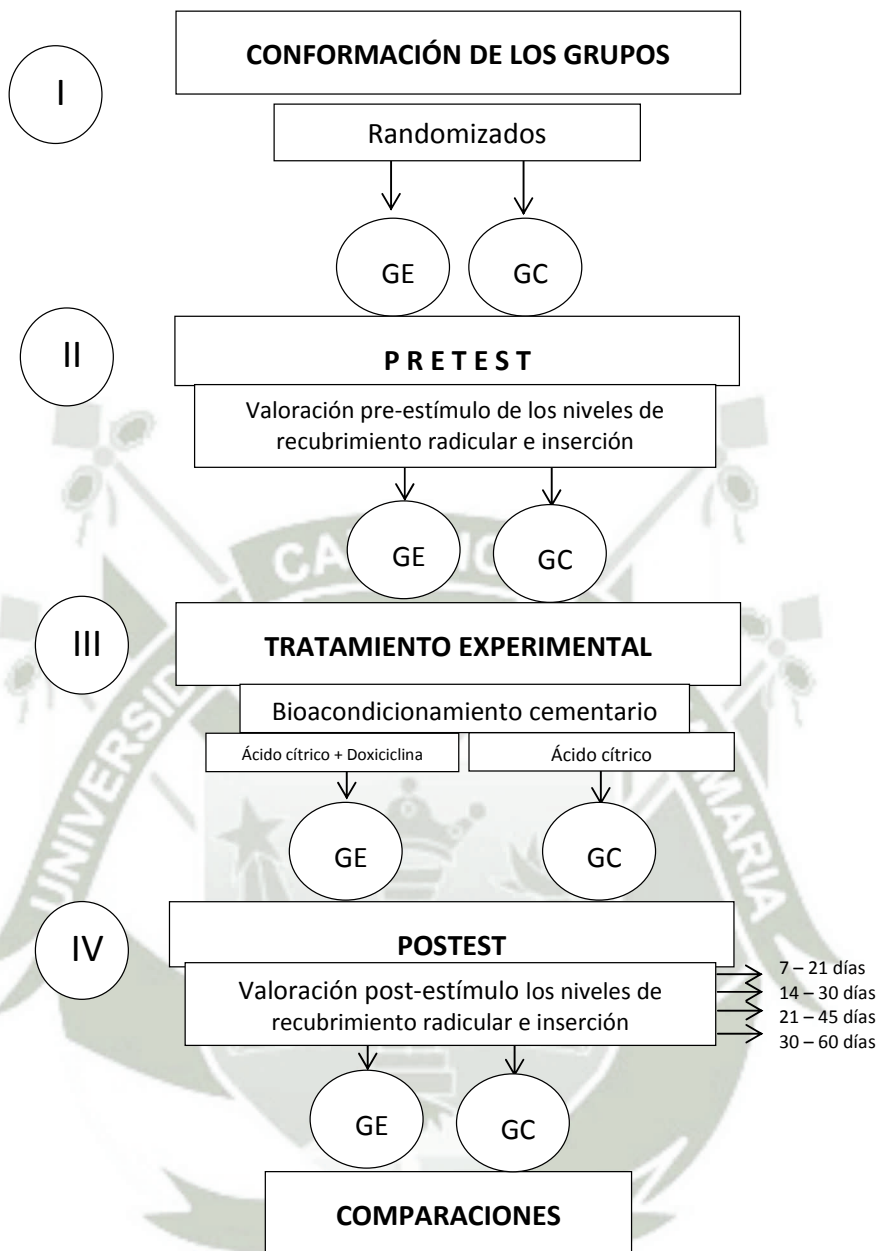 CONFORMACIÓN DE LOS GRUPOS
I
Randomizados
GE
GC
II
P R E T E S T
Valoración pre-estímulo de los niveles de
recubrimiento radicular e inserción
GE
GC
III
TRATAMIENTO EXPERIMENTAL
Bioacondicionamiento cementario
Ácido cítrico + Doxiciclina
Ácido cítrico
GE
GC
IV
POSTEST
Valoración post-estímulo los niveles de
recubrimiento radicular e inserción
7 – 21 días
14 – 30 días
21 – 45 días
30 – 60 días
GE
GC
COMPARACIONES
UNIVERSID
CA
MARIA